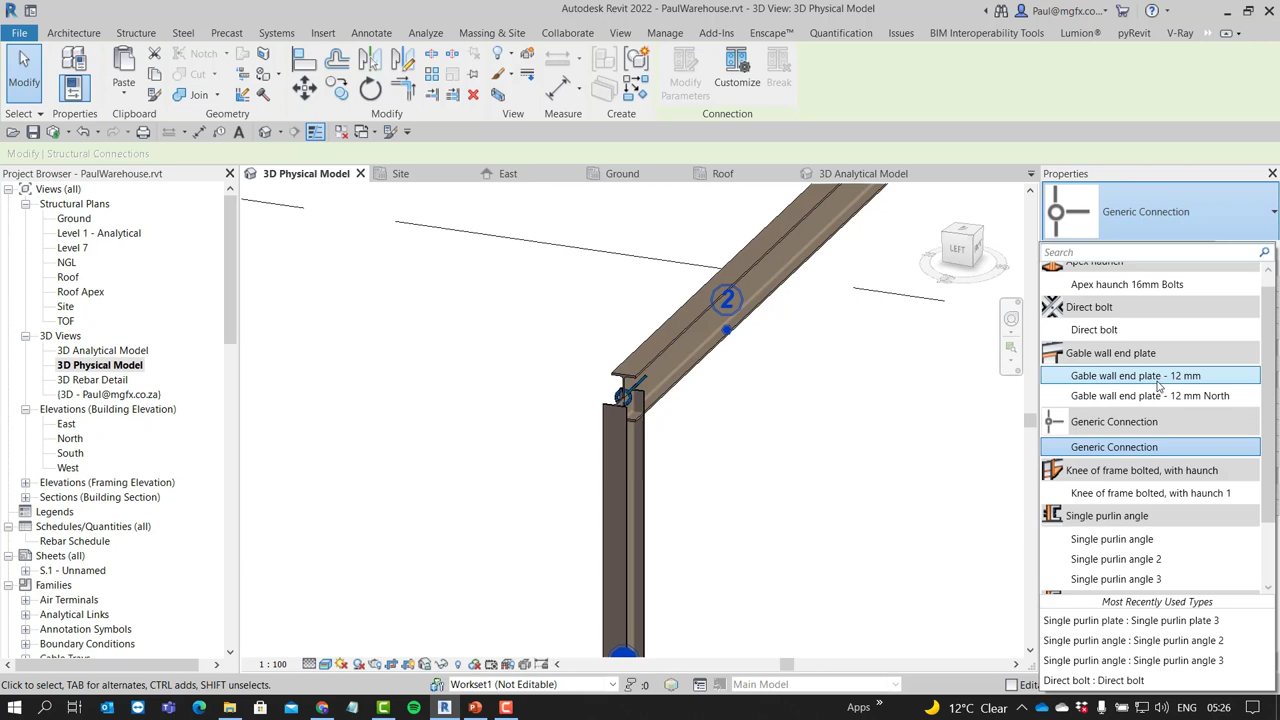 Autodesk Revit 2022 - PaulWarehouse.rvt - 3D View: 3D Physical Model
Paul@mgfx.co...
File Architecture Structure Steel Precast Systems Insert Annotate Analyze Massing & Site Collaborate View Manage Add-Ins Enscape™ Quantification Issues BIM Interoperability Tools Lumion® pyRevit V-Ray
Modify
Paste
Notch
Cut
Join
Modify Parameters
Customize
Break
Select Properties Clipboard Geometry Modify View Measure Create Connection
Modify | Structural Connections
Project Browser - PaulWarehouse.rvt
Views (all)
Structural Plans
Ground
Level 1 - Analytical
Level 7
NGL
Roof
Roof Apex
Site
TOF
3D Views
3D Analytical Model
3D Physical Model
3D Rebar Detail
{3D - Paul@mgfx.co.za}
Elevations (Building Elevation)
East
North
South
West
Elevations (Framing Elevation)
Sections (Building Section)
Legends
Schedules/Quantities (all)
Rebar Schedule
Sheets (all)
S.1 - Unnamed
Families
Air Terminals
Analytical Links
Annotation Symbols
Boundary Conditions
3D Physical Model Site East Ground Roof 3D Analytical Model
2
LEFT
Properties
Generic Connection
Search
Apex haunch
Apex haunch 16mm Bolts
Direct bolt
Direct bolt
Gable wall end plate
Gable wall end plate - 12 mm
Gable wall end plate - 12 mm North
Generic Connection
Generic Connection
Knee of frame bolted, with haunch
Knee of frame bolted, with haunch 1
Single purlin angle
Single purlin angle
Single purlin angle 2
Single purlin angle 3
Most Recently Used Types
Single purlin plate : Single purlin plate 3
Single purlin angle : Single purlin angle 2
Single purlin angle : Single purlin angle 3
Direct bolt : Direct bolt
1 : 100
Click to select, TAB for alternates, CTRL adds, SHIFT unselects.
Workset1 (Not Editable)
:0
Main Model
Apps
12°C Clear
ENG
05:26